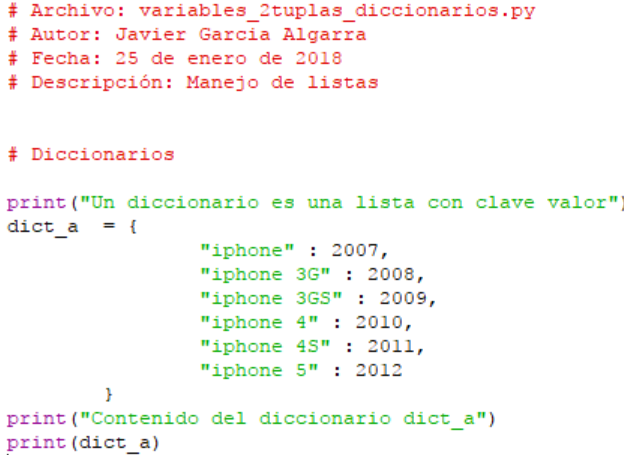 # Archivo: variables_2tuplas_diccionarios.py
# Autor: Javier Garcia Algarra
# Fecha: 25 de enero de 2018
# Descripción: Manejo de listas
# Diccionarios
print("Un diccionario es una lista con clave valor")
dict_a  = {
"iphone" : 2007,
"iphone 3G" : 2008,
"iphone 3GS" : 2009,
"iphone 4" : 2010,
"iphone 4S" : 2011,
"iphone 5" : 2012
}
print("Contenido del diccionario dict_a")
print(dict_a)